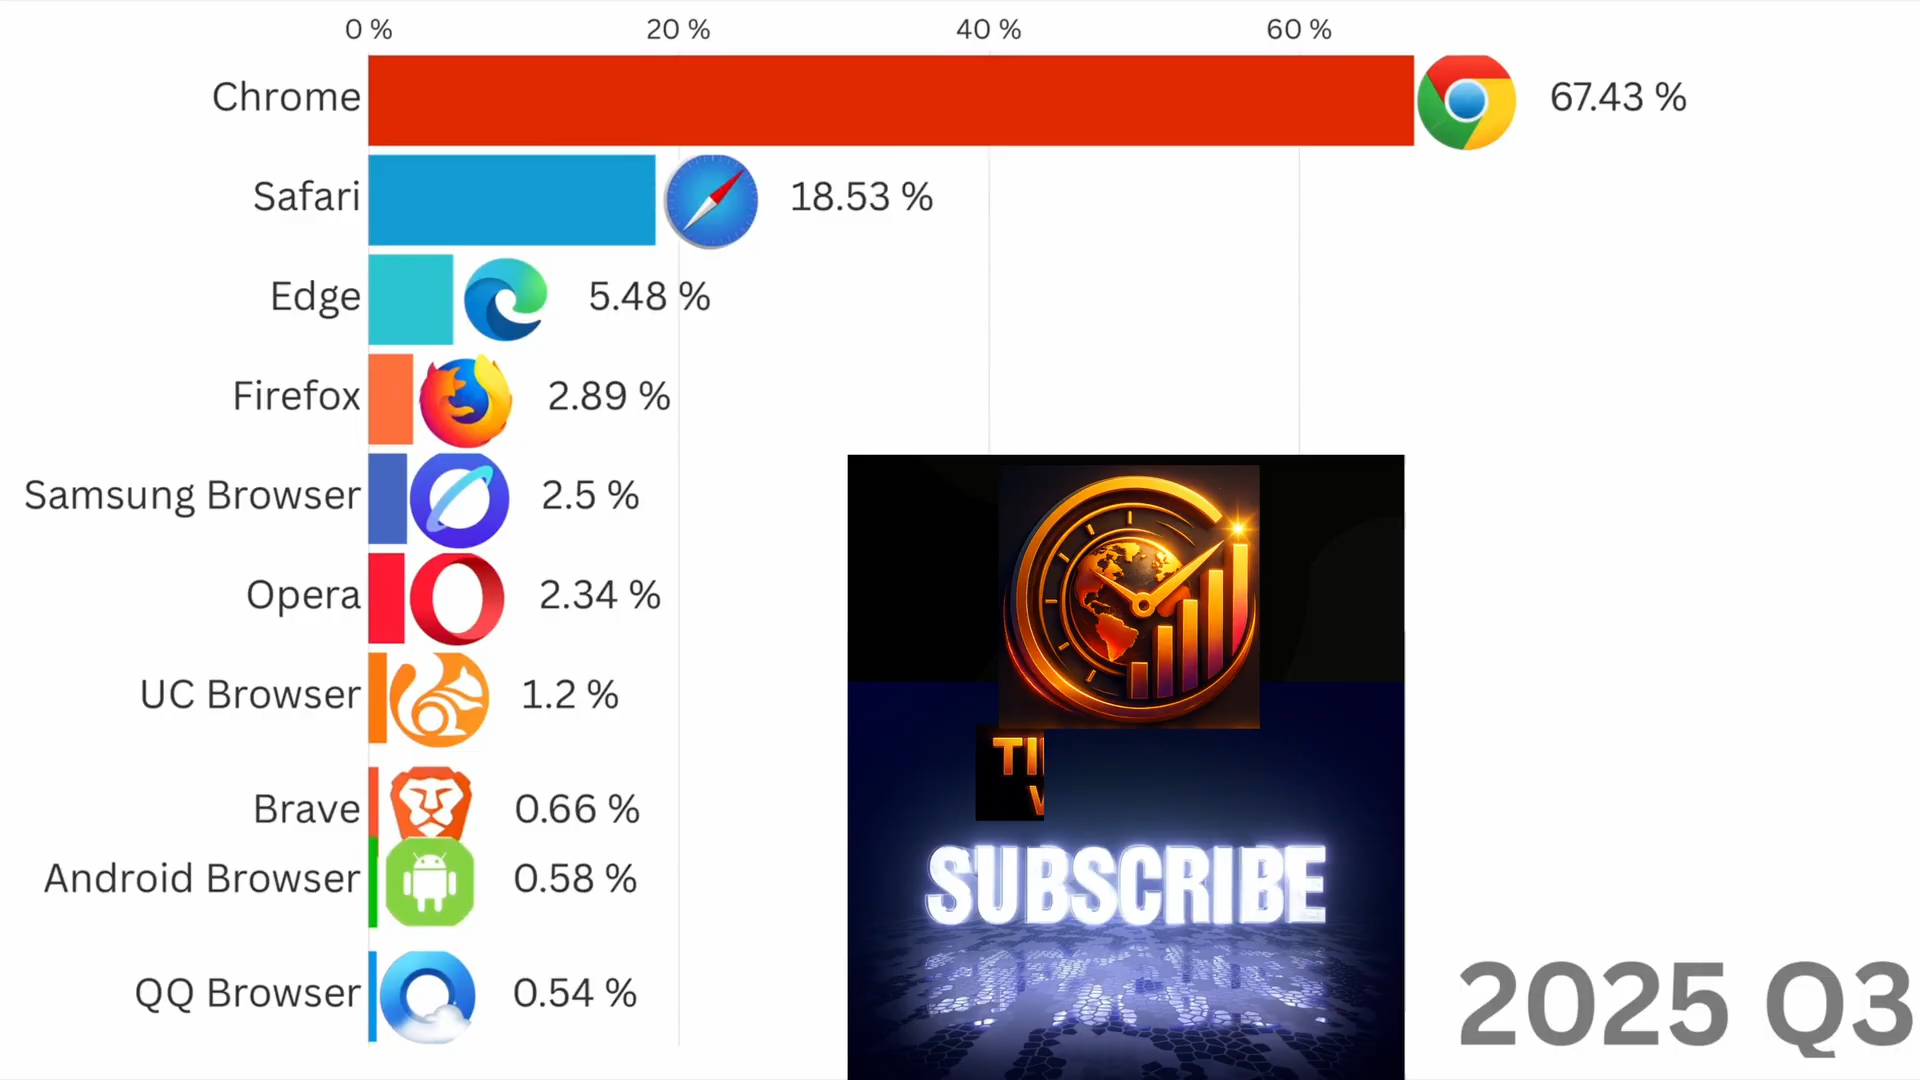 0 % 20 % 40 % 60 %
Chrome 67.43 %
Safari 18.53 %
Edge 5.48 %
Firefox 2.89 %
Samsung Browser 2.5 %
Opera 2.34 %
UC Browser 1.2 %
Brave 0.66 %
Android Browser 0.58 %
QQ Browser 0.54 %
SUBSCRIBE
2025 Q3